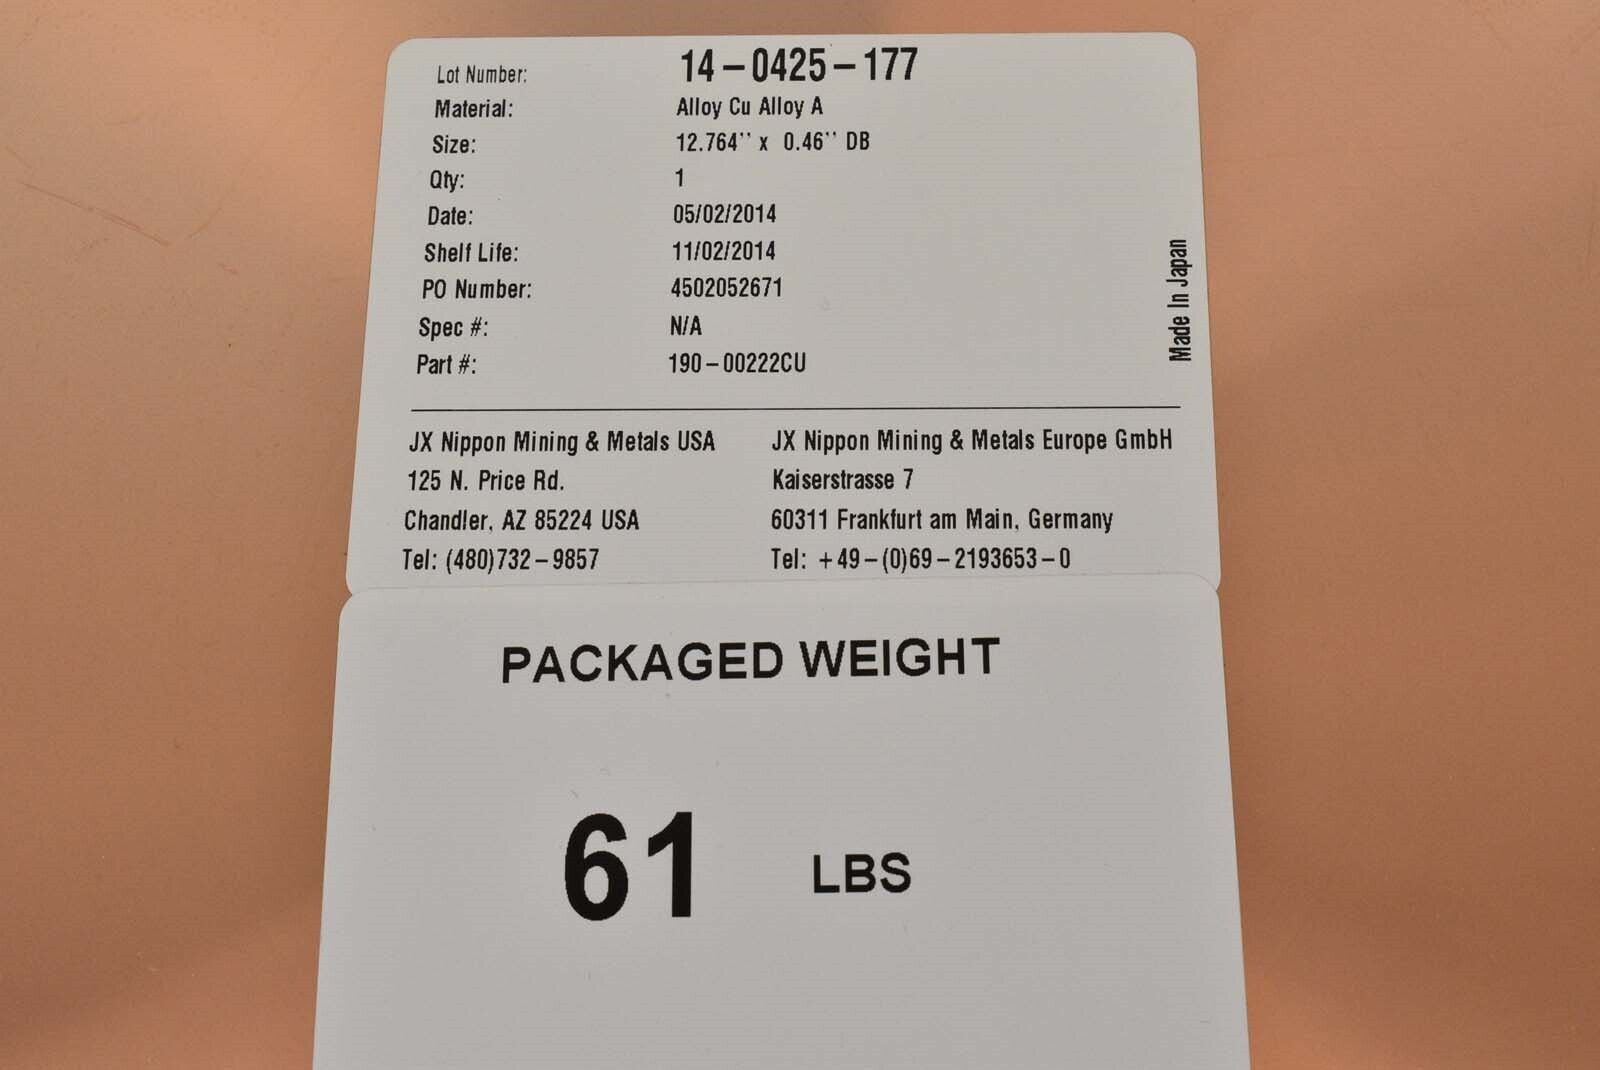 Lot Number: 14-0425-177
Material: Alloy Cu Alloy A
Size: 12.764'' x 0.46'' DB
Qty: 1
Date: 05/02/2014
Shelf Life: 11/02/2014
PO Number: 4502052671
Spec #: N/A
Part #: 190-00222CU
Made In Japan
JX Nippon Mining & Metals USA
125 N. Price Rd.
Chandler, AZ 85224 USA
Tel: (480)732-9857
JX Nippon Mining & Metals Europe GmbH
Kaiserstrasse 7
60311 Frankfurt am Main, Germany
Tel: +49-(0)69-2193653-0
PACKAGED WEIGHT
61 LBS